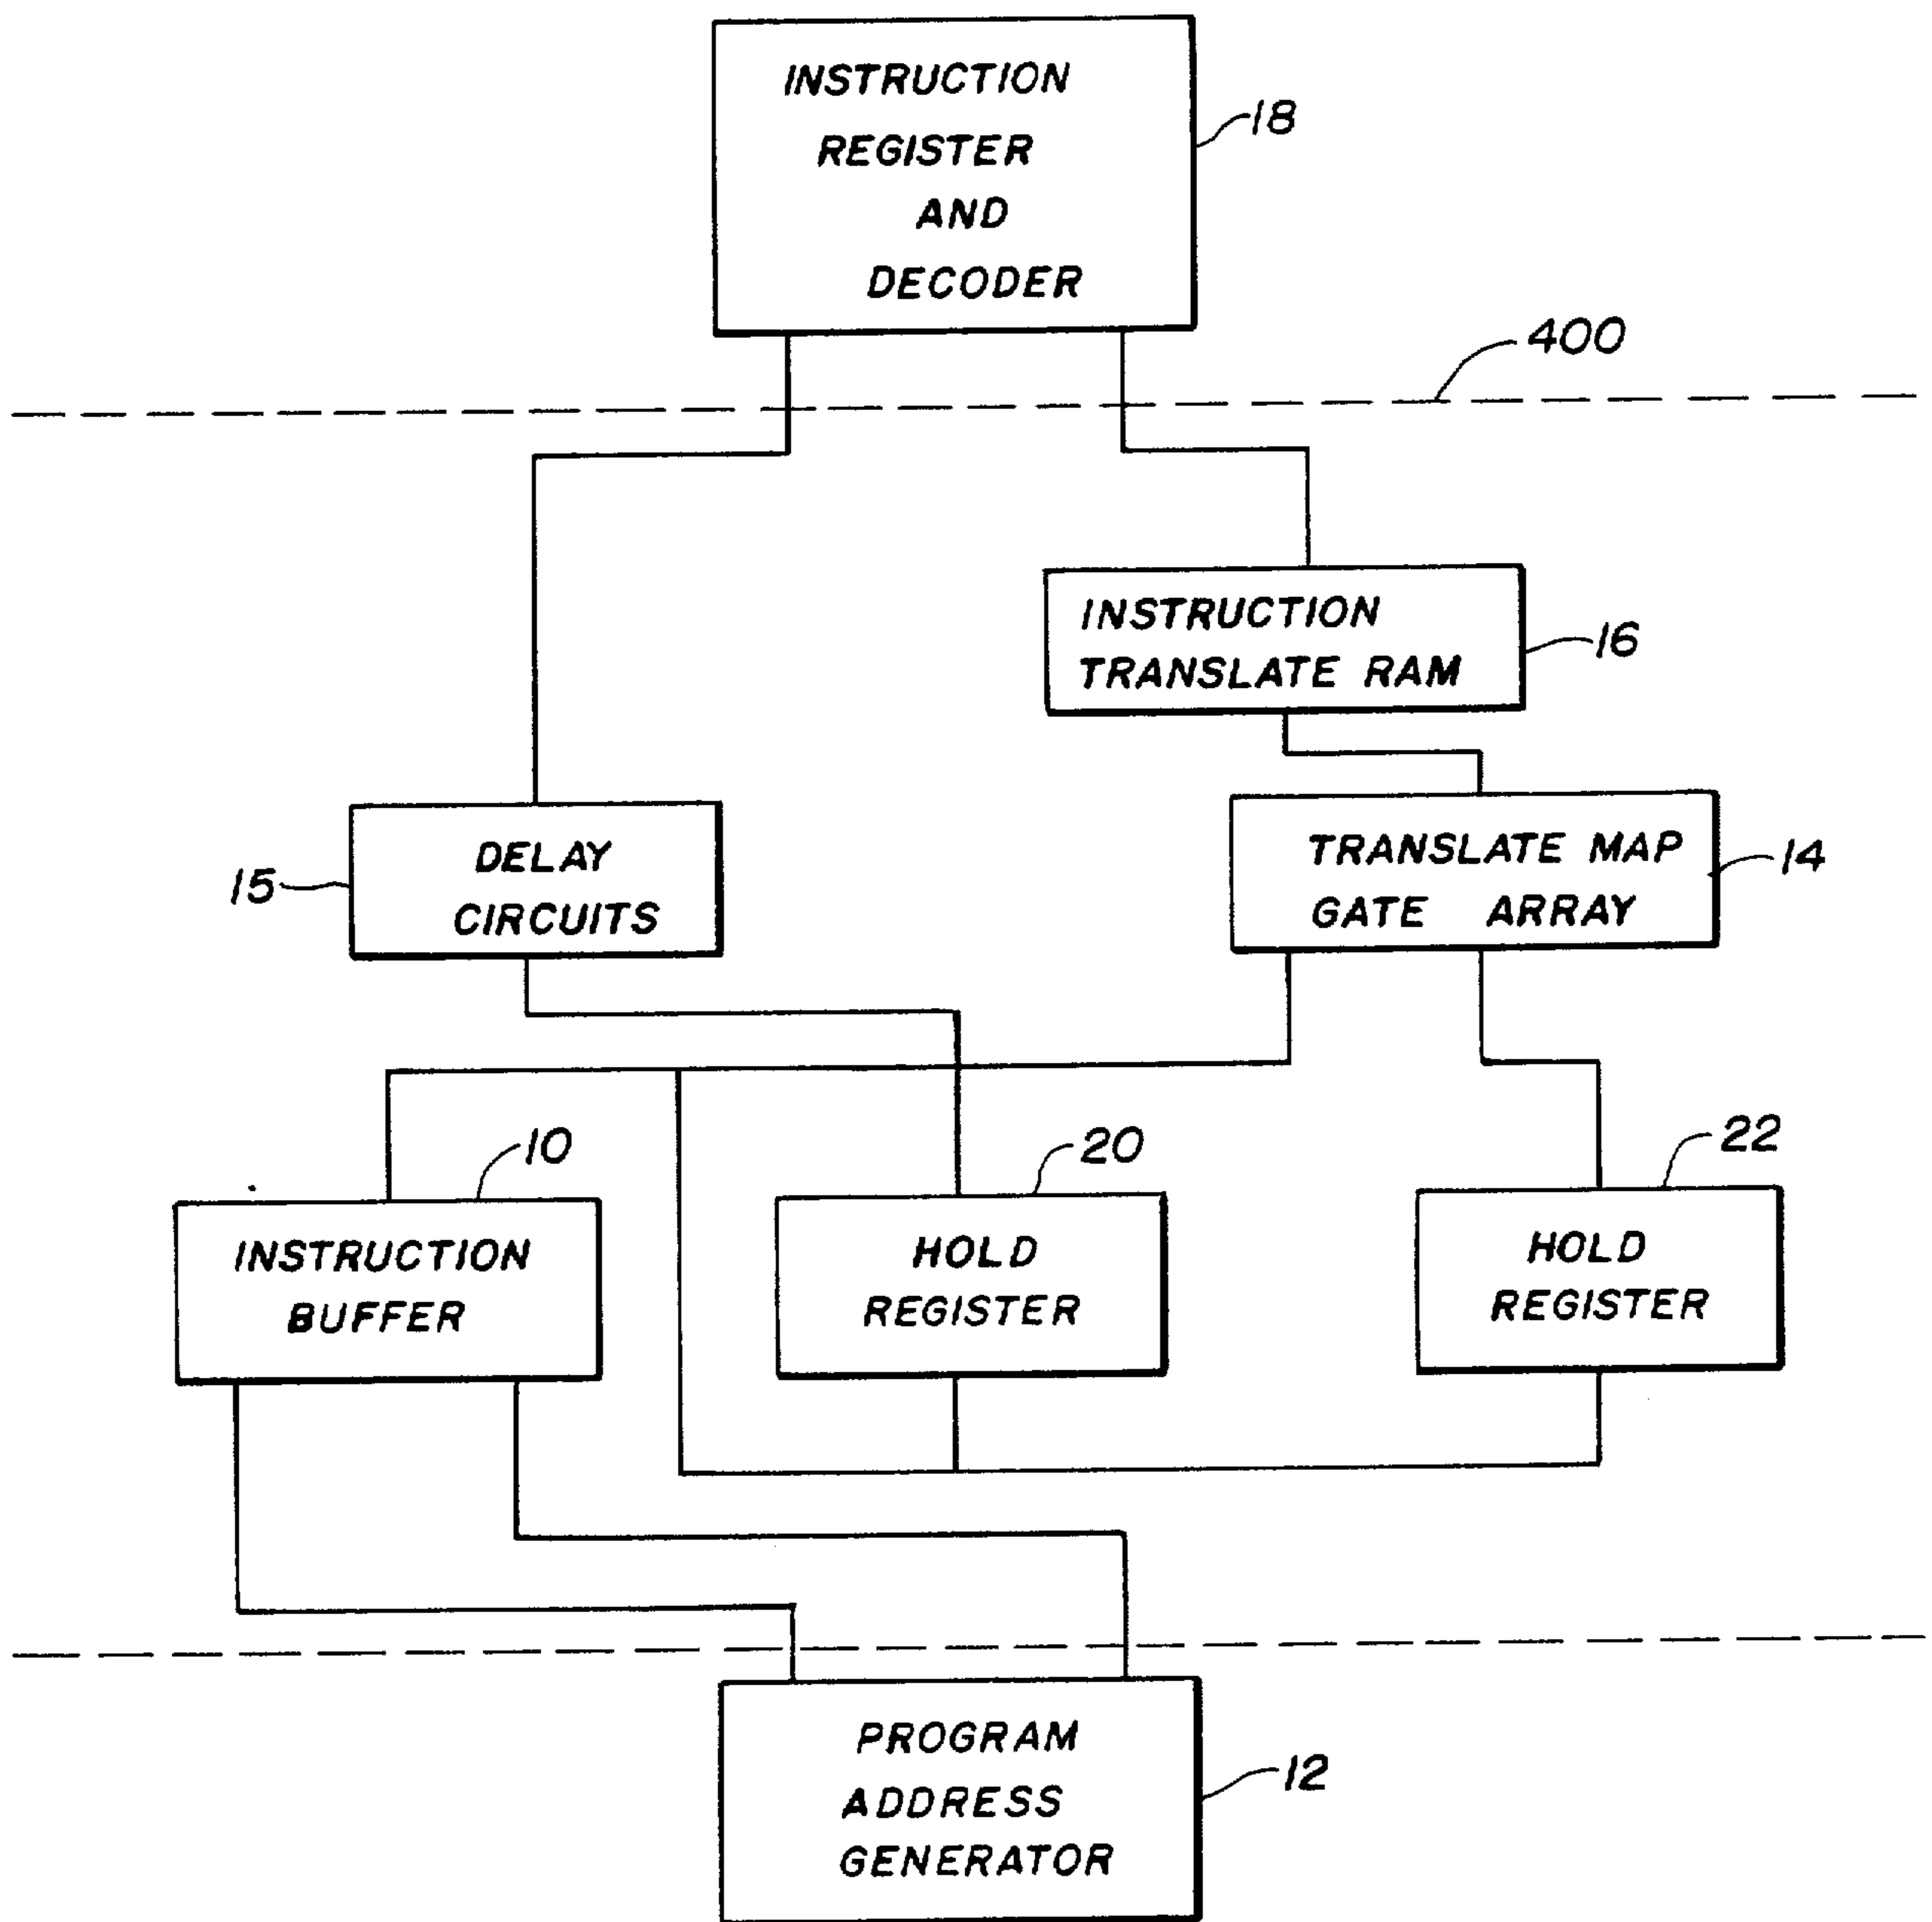 INSTRUCTION
REGISTER
AND
DECODER
18
400
INSTRUCTION
TRANSLATE RAM
16
DELAY
CIRCUITS
15
TRANSLATE MAP
GATE ARRAY
14
INSTRUCTION
BUFFER
10
HOLD
REGISTER
20
HOLD
REGISTER
22
PROGRAM
ADDRESS
GENERATOR
12